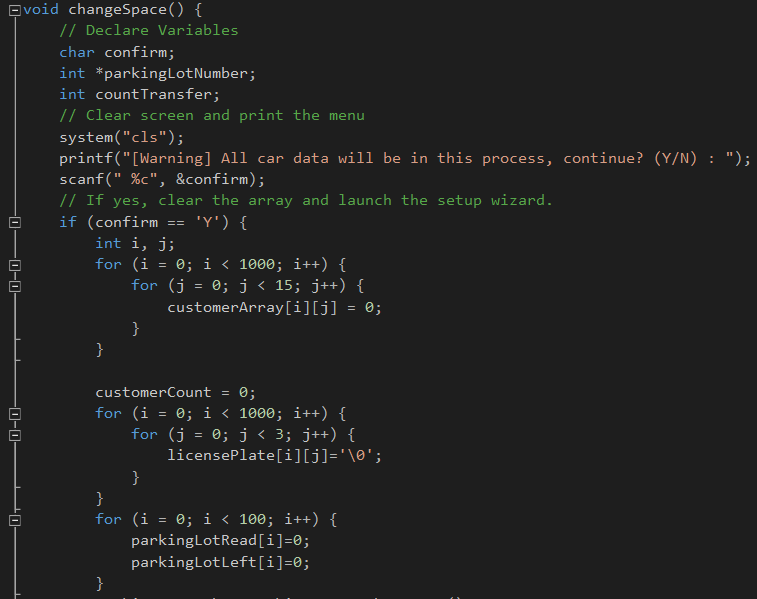 void changeSpace() {
    // Declare Variables
    char confirm;
    int *parkingLotNumber;
    int countTransfer;
    // Clear screen and print the menu
    system("cls");
    printf("[Warning] All car data will be in this process, continue? (Y/N) : ");
    scanf(" %c", &confirm);
    // If yes, clear the array and launch the setup wizard.
    if (confirm == 'Y') {
        int i, j;
        for (i = 0; i < 1000; i++) {
            for (j = 0; j < 15; j++) {
                customerArray[i][j] = 0;
            }
        }

        customerCount = 0;
        for (i = 0; i < 1000; i++) {
            for (j = 0; j < 3; j++) {
                licensePlate[i][j]='\0';
            }
        }
        for (i = 0; i < 100; i++) {
            parkingLotRead[i]=0;
            parkingLotLeft[i]=0;
        }